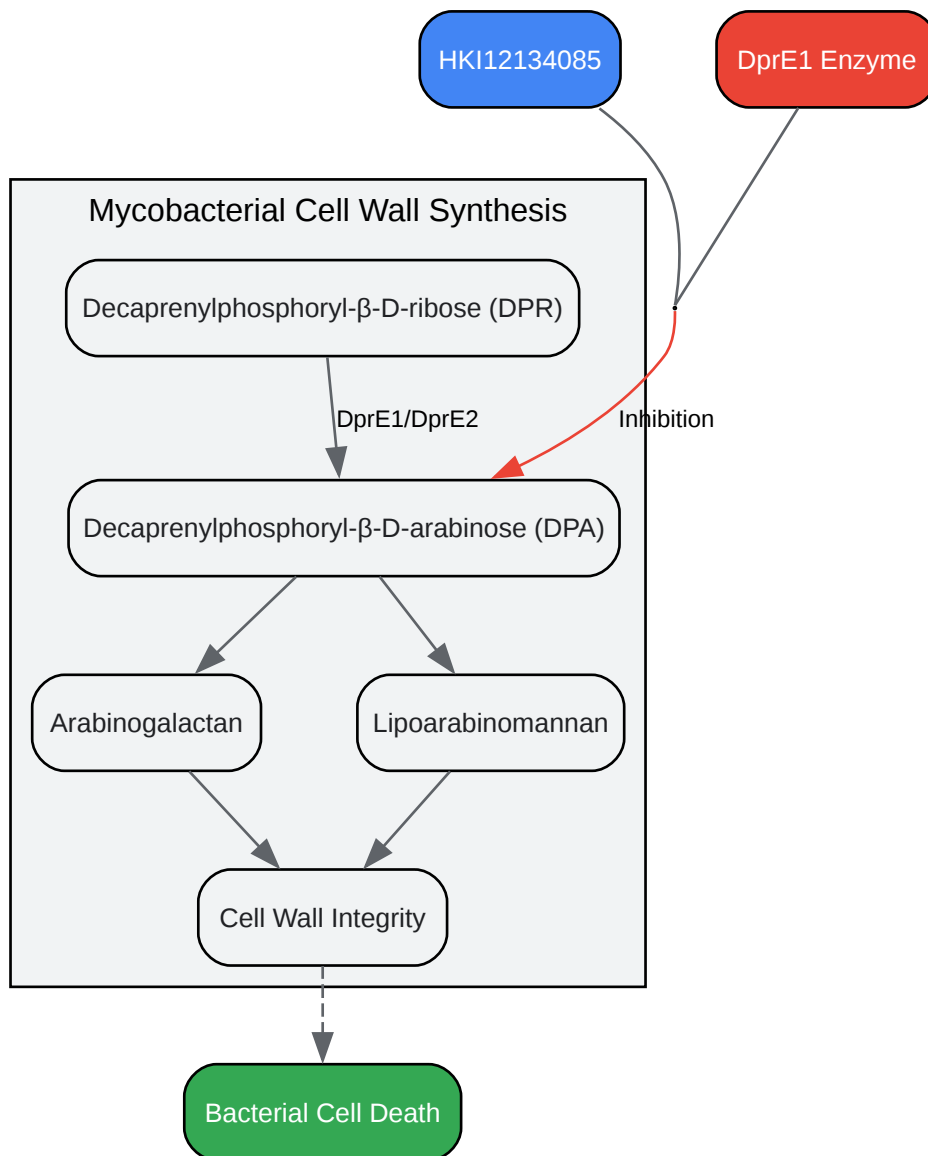 HKI12134085
DprE1 Enzyme
Mycobacterial Cell Wall Synthesis
Decaprenylphosphoryl-β-D-ribose (DPR)
DprE1/DprE2
Inhibition
Decaprenylphosphoryl-β-D-arabinose (DPA)
Arabinogalactan
Lipoarabinomannan
Cell Wall Integrity
Bacterial Cell Death